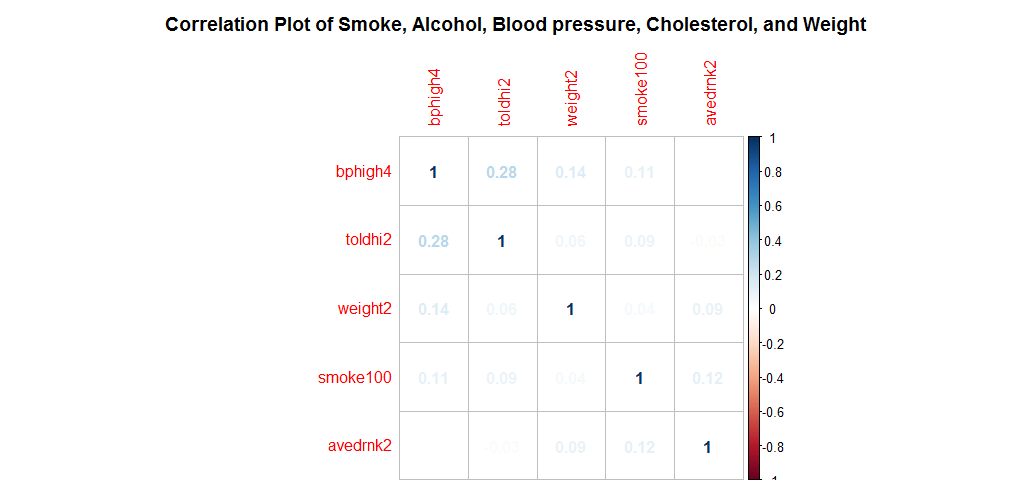 Correlation Plot of Smoke, Alcohol, Blood pressure, Cholesterol, and Weight
bphigh4 toldhi2 weight2 smoke100 avedrnk2
bphigh4 1 0.28 0.14 0.11
toldhi2 0.28 1 0.06 0.09 -0.03
weight2 0.14 0.06 1 0.04 0.09
smoke100 0.11 0.09 0.04 1 0.12
avedrnk2 -0.03 0.09 0.12 1
1
0.8
0.6
0.4
0.2
0
-0.2
-0.4
-0.6
-0.8
-1